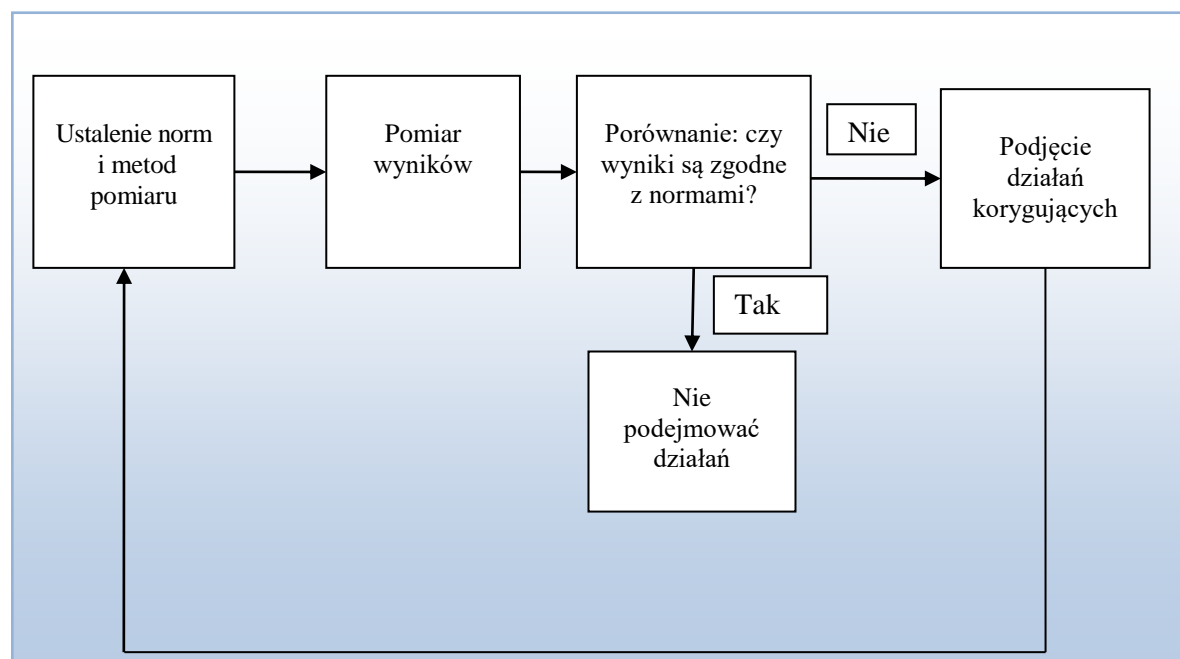 Ustalenie norm
i metod
pomiaru
Pomiar
wyników
Porównanie: czy
wyniki są zgodne
z normami?
Nie
Podjęcie
działań
korygujących
Tak
Nie
podejmować
działań